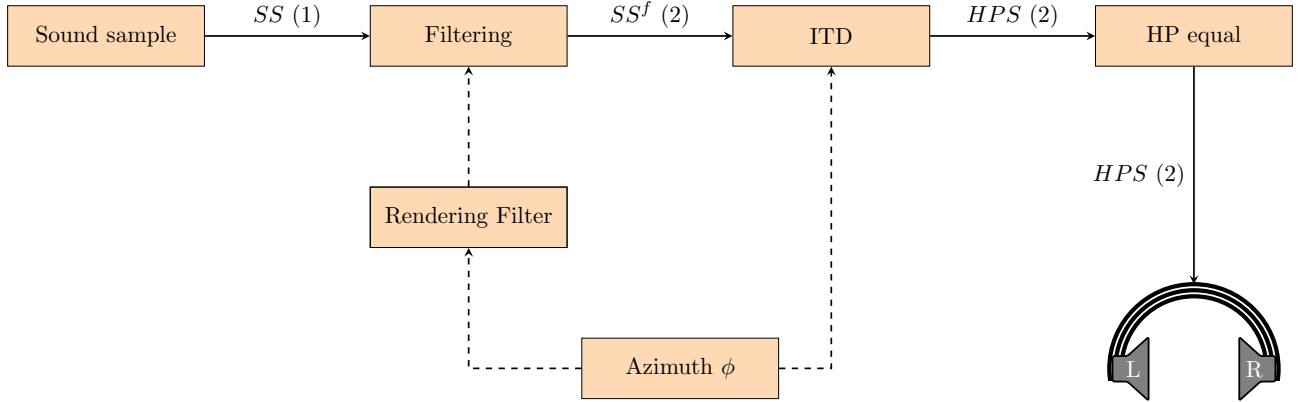 Sound sample
SS (1)
Filtering
SS^f (2)
ITD
HPS (2)
HP equal
HPS (2)
Rendering Filter
Azimuth ϕ
L
R